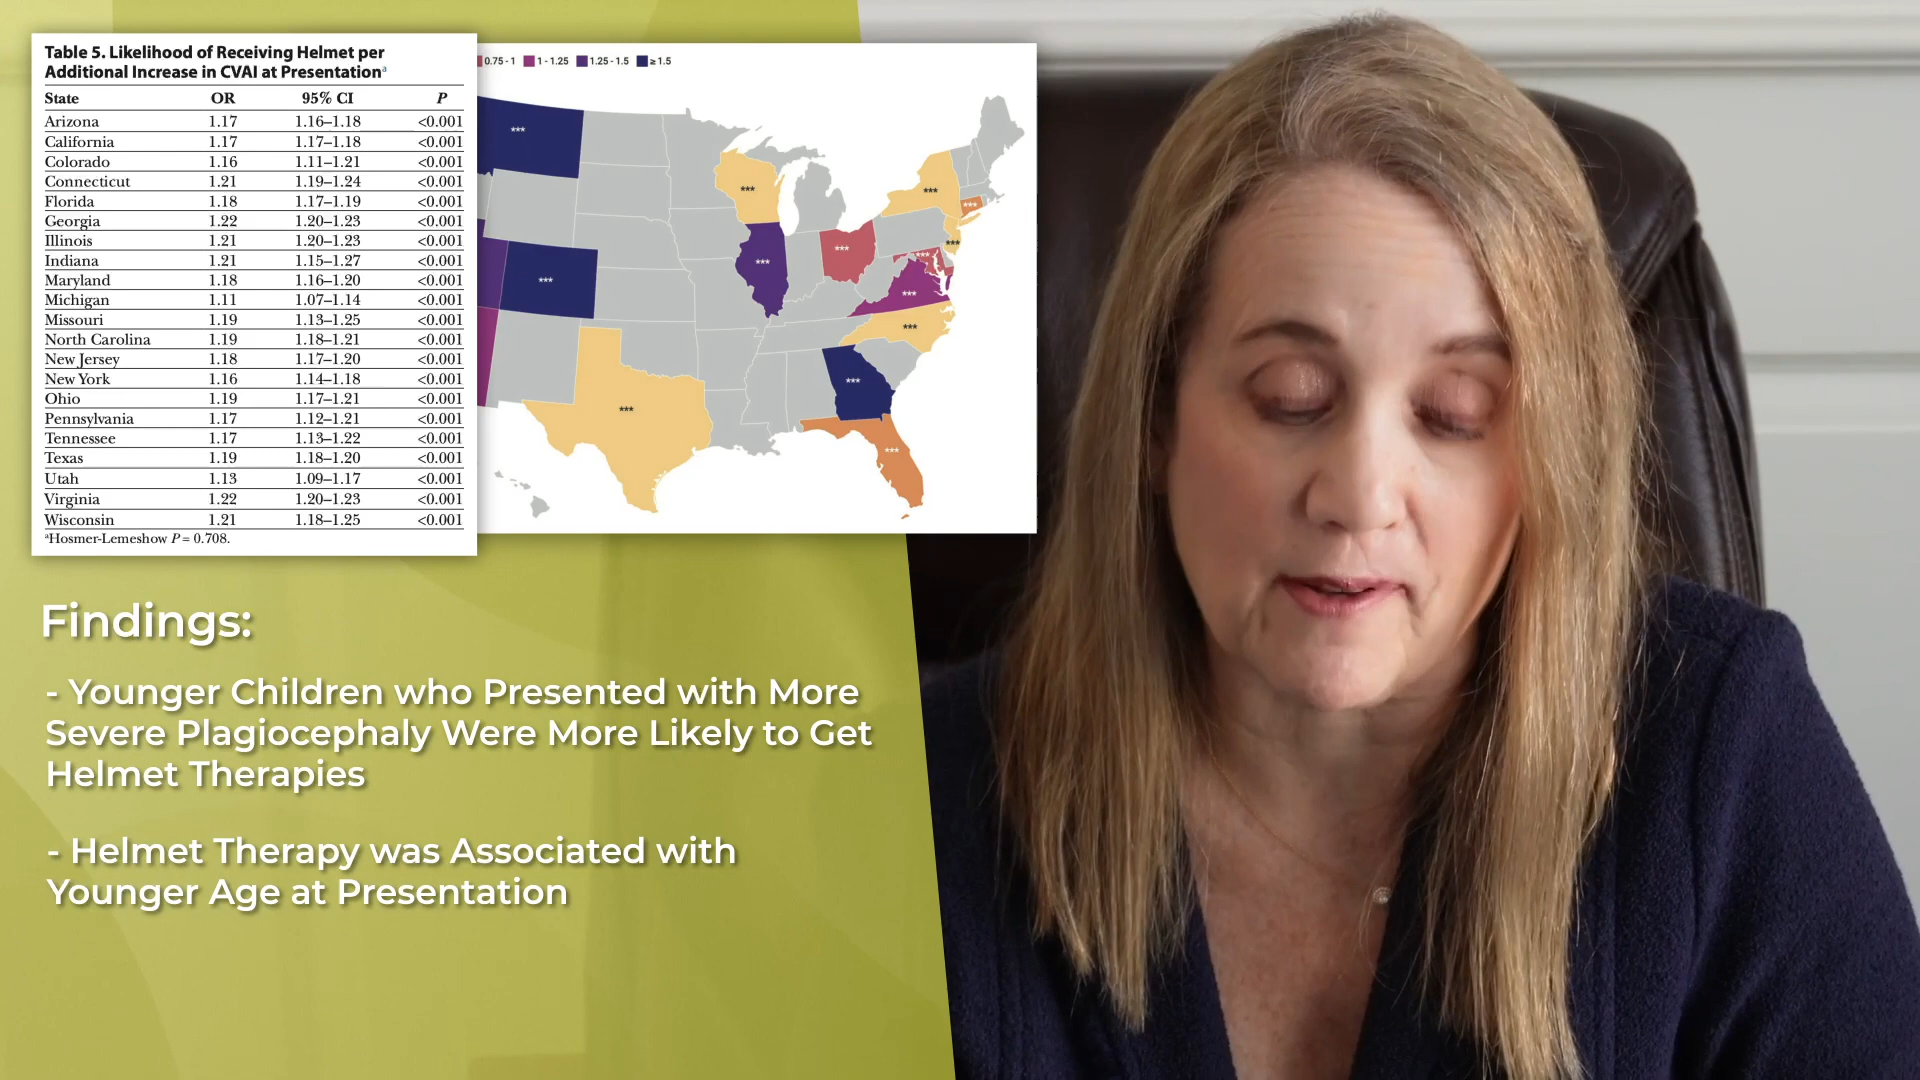 Table 5. Likelihood of Receiving Helmet per
Additional Increase in CVAI at Presentationª
State OR 95% CI P
Arizona 1.17 1.16–1.18 <0.001
California 1.17 1.17–1.18 <0.001
Colorado 1.16 1.11–1.21 <0.001
Connecticut 1.21 1.19–1.24 <0.001
Florida 1.18 1.17–1.19 <0.001
Georgia 1.22 1.20–1.23 <0.001
Illinois 1.21 1.20–1.23 <0.001
Indiana 1.21 1.15–1.27 <0.001
Maryland 1.18 1.16–1.20 <0.001
Michigan 1.11 1.07–1.14 <0.001
Missouri 1.19 1.13–1.25 <0.001
North Carolina 1.19 1.18–1.21 <0.001
New Jersey 1.18 1.17–1.20 <0.001
New York 1.16 1.14–1.18 <0.001
Ohio 1.19 1.17–1.21 <0.001
Pennsylvania 1.17 1.12–1.21 <0.001
Tennessee 1.17 1.13–1.22 <0.001
Texas 1.19 1.18–1.20 <0.001
Utah 1.13 1.09–1.17 <0.001
Virginia 1.22 1.20–1.23 <0.001
Wisconsin 1.21 1.18–1.25 <0.001
ªHosmer-Lemeshow P = 0.708.
0.75 - 1 1 - 1.25 1.25 - 1.5 ≥ 1.5
***
***
***
***
***
***
***
***
***
***
***
***
***
***
Findings:
- Younger Children who Presented with More
Severe Plagiocephaly Were More Likely to Get
Helmet Therapies
- Helmet Therapy was Associated with
Younger Age at Presentation